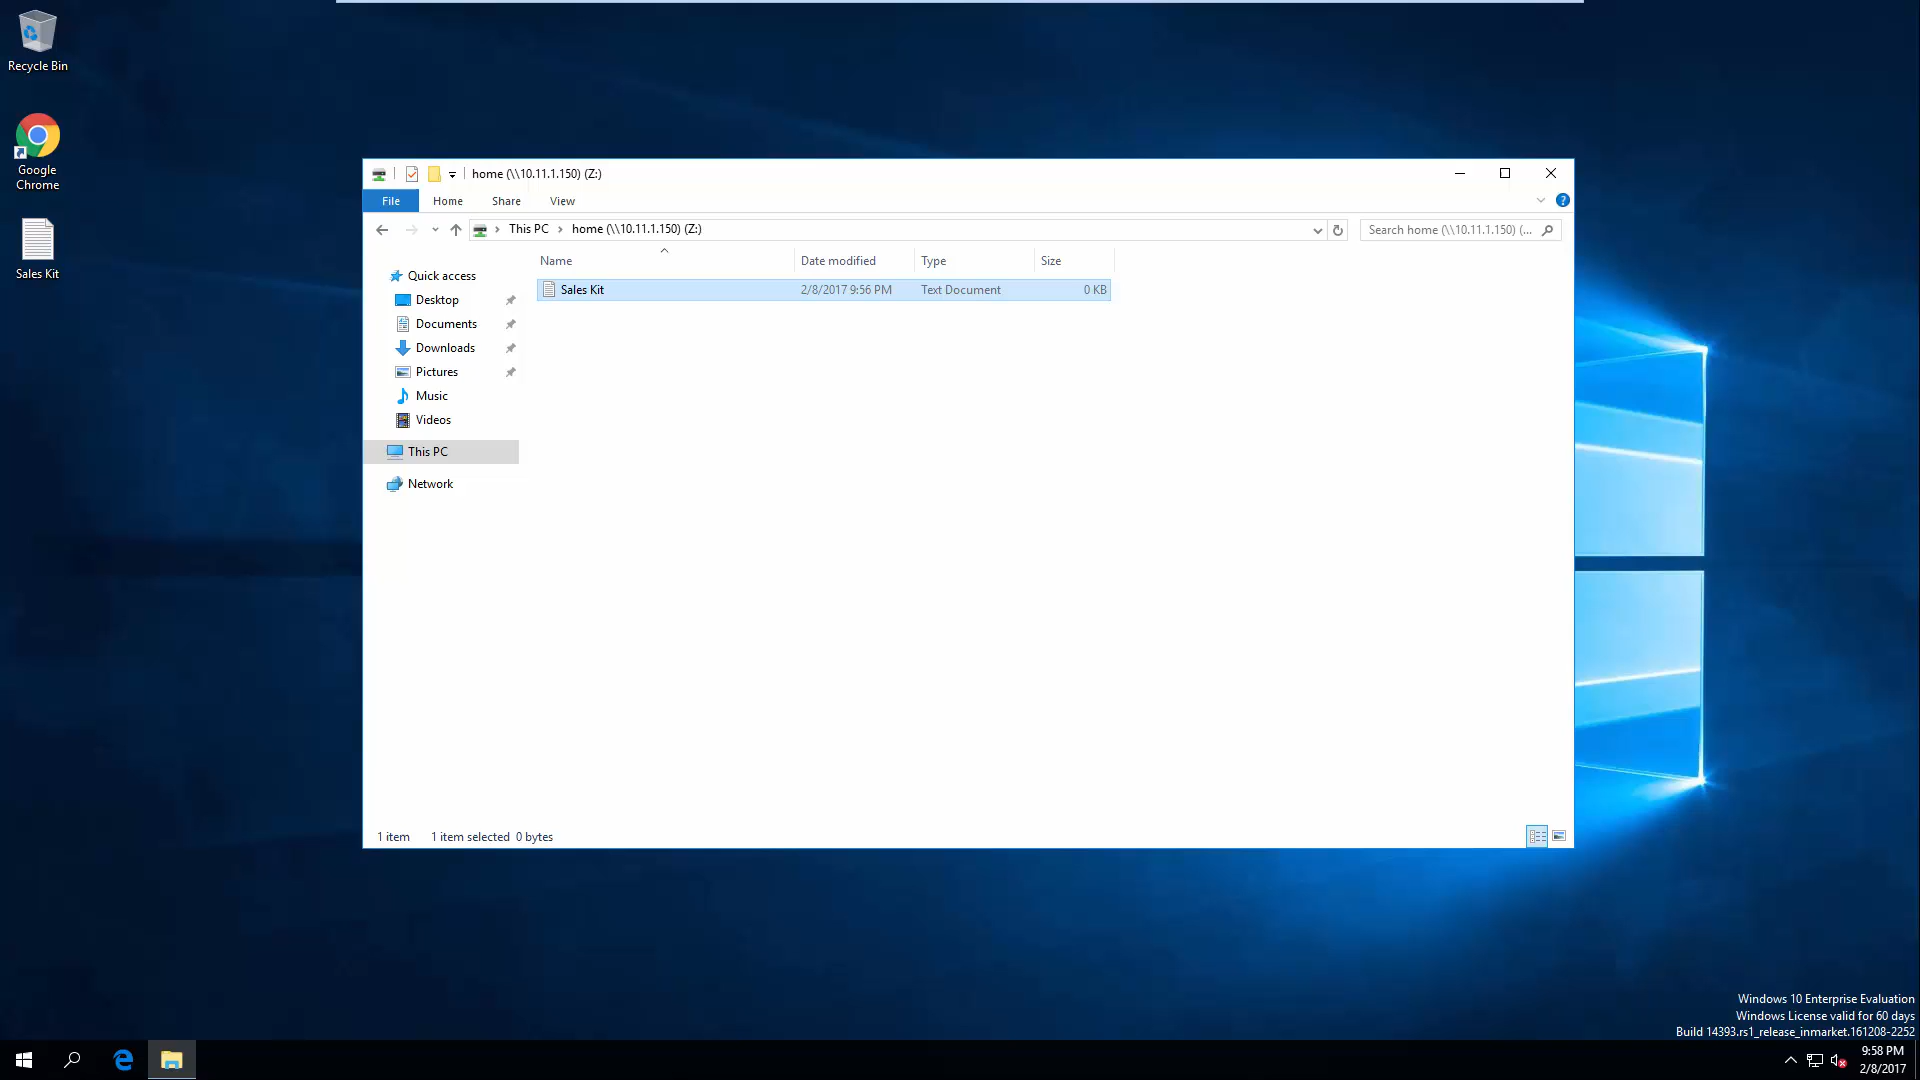 Recycle Bin
Google
Chrome
Sales Kit
home (\\10.11.1.150) (Z:)
File Home Share View
This PC home (\\10.11.1.150) (Z:)
Search home (\\10.11.1.150) (...
Name Date modified Type Size
Sales Kit 2/8/2017 9:56 PM Text Document 0 KB
Quick access
Desktop
Documents
Downloads
Pictures
Music
Videos
This PC
Network
1 item 1 item selected 0 bytes
Windows 10 Enterprise Evaluation
Windows License valid for 60 days
Build 14393.rs1_release_inmarket.161208-2252
9:58 PM
2/8/2017